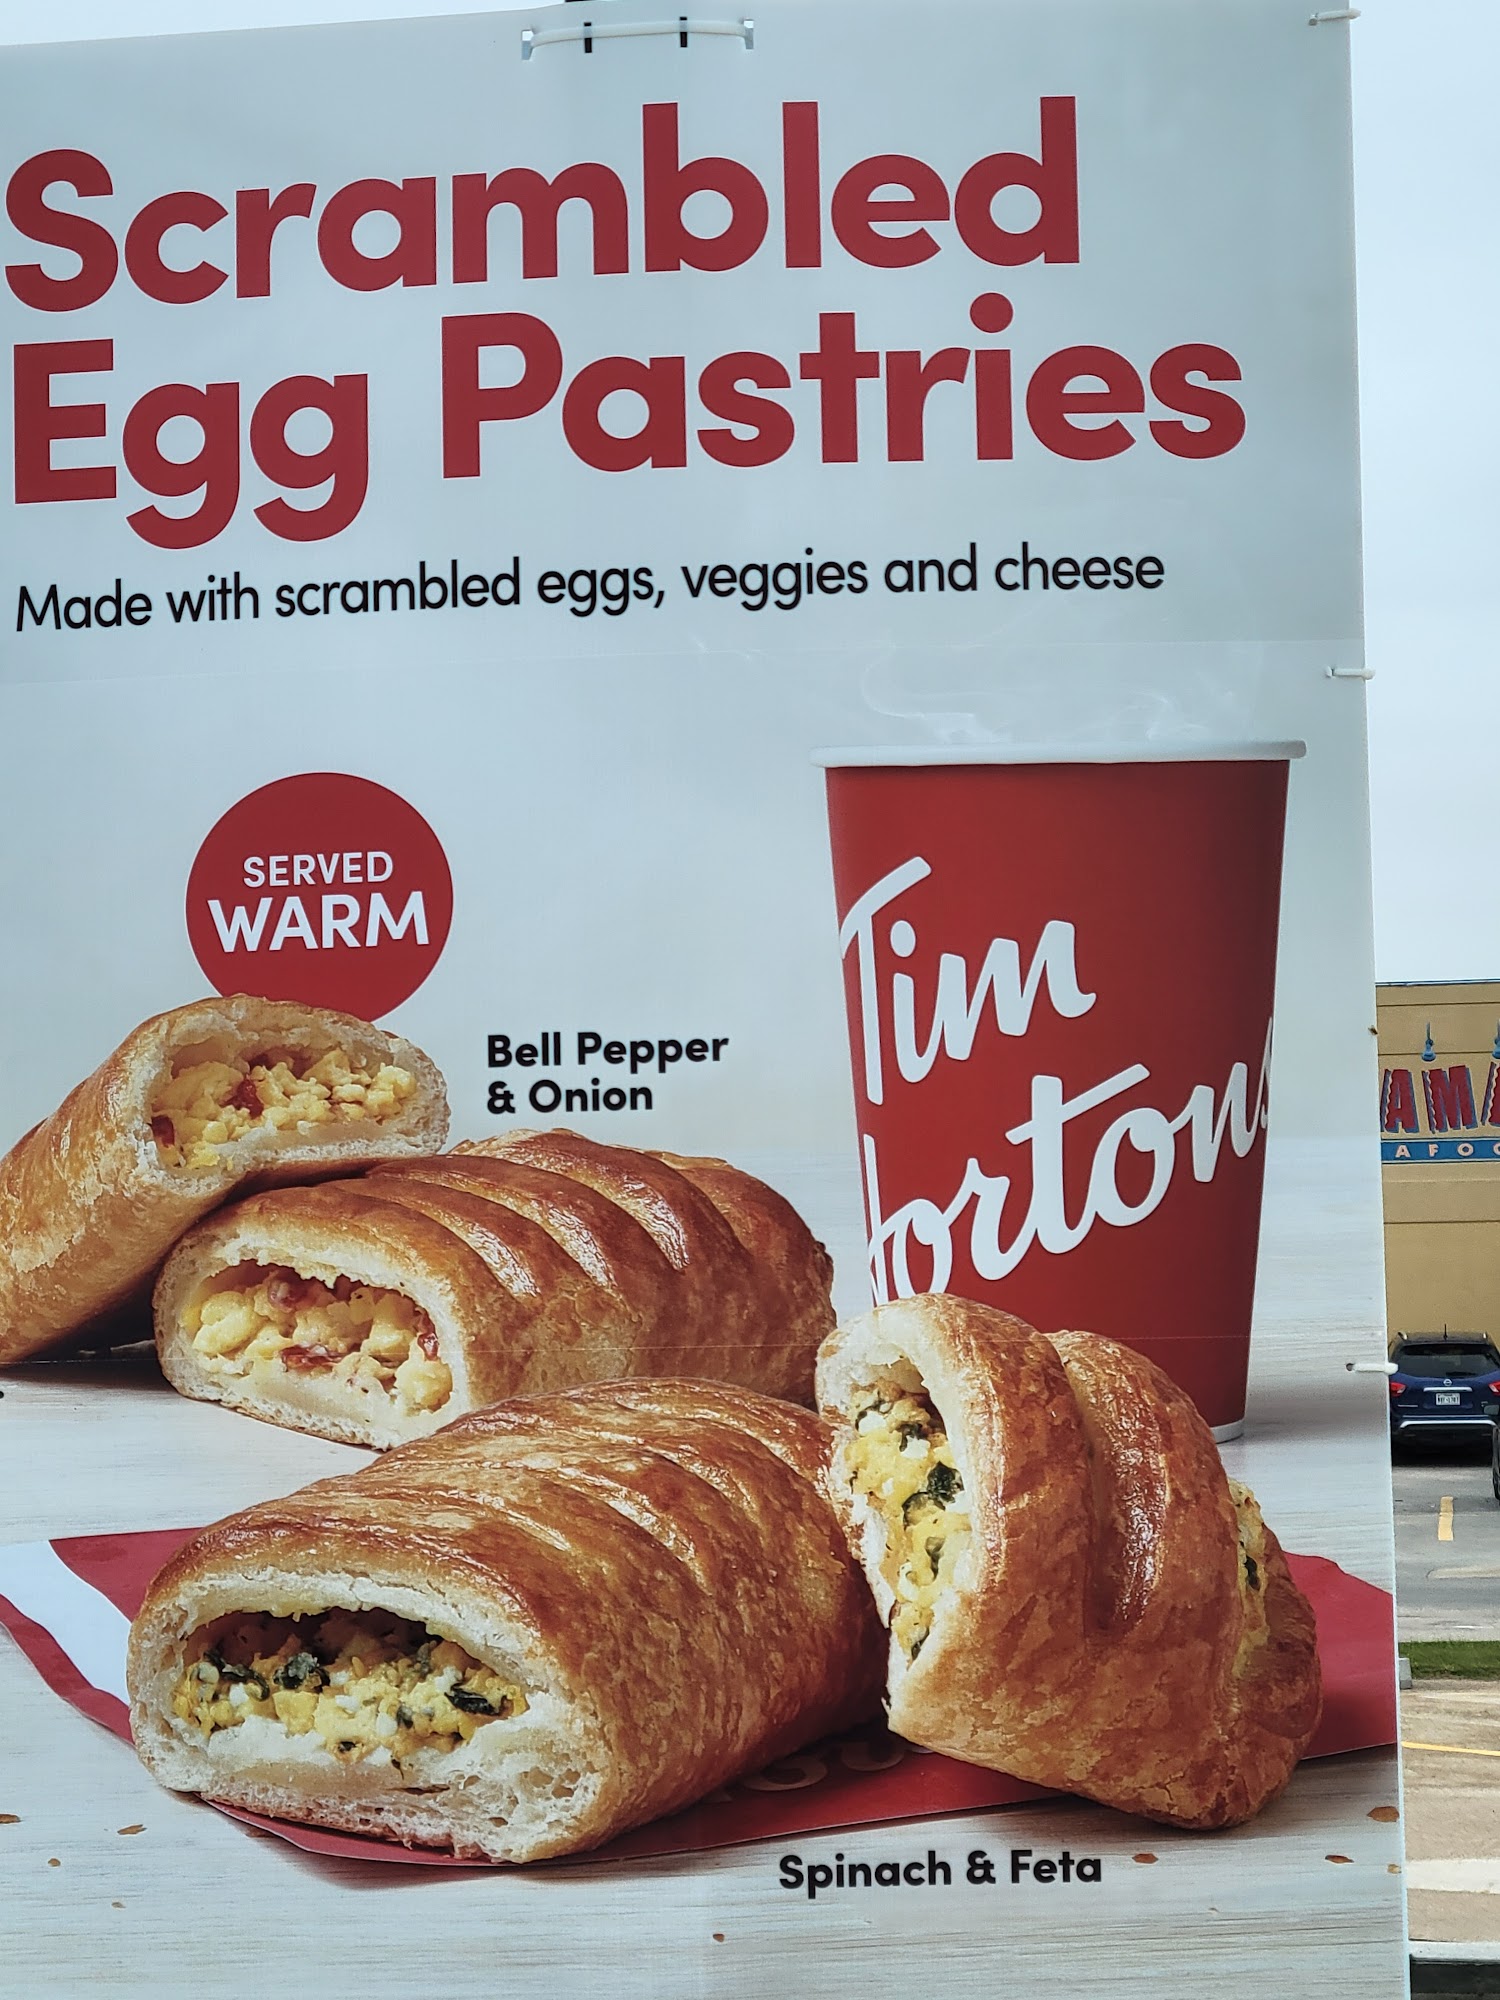 Scrambled
Egg Pastries
Made with scrambled eggs, veggies and cheese
SERVED
WARM
Bell Pepper
& Onion
Tim
Hortons
Spinach & Feta